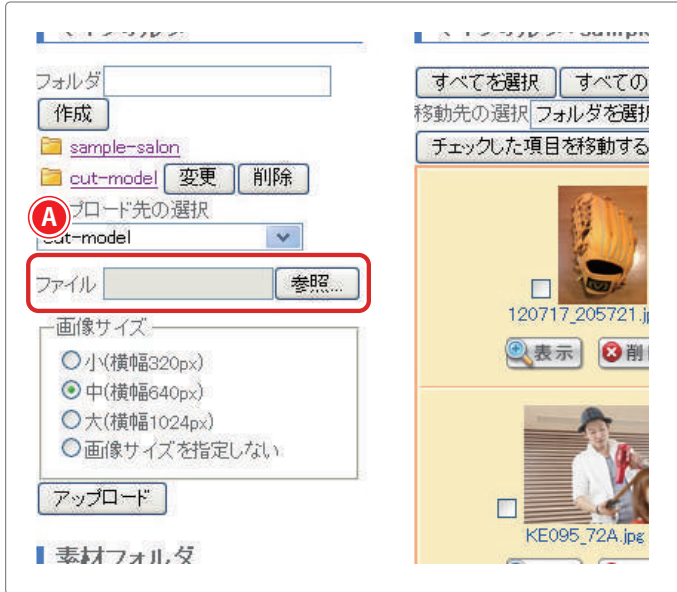 フォルダ
作成
sample-salon
cut-model 変更 削除
A
プロード先の選択
cut-model
ファイル 参照...
画像サイズ
小(横幅320px)
中(横幅640px)
大(横幅1024px)
画像サイズを指定しない
アップロード
素材フォルダ
すべてを選択 すべての
移動先の選択 フォルダを選択
チェックした項目を移動する
120717_205721.j
表示 削
KE095_72A.jpg